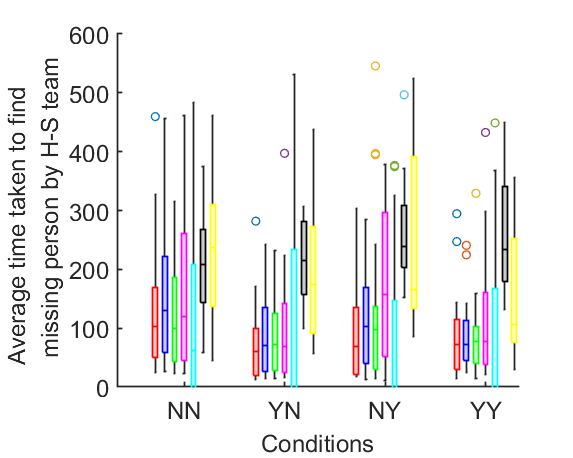 Average time taken to find
missing person by H-S team
600
500
400
300
200
100
0
NN YN NY YY
Conditions